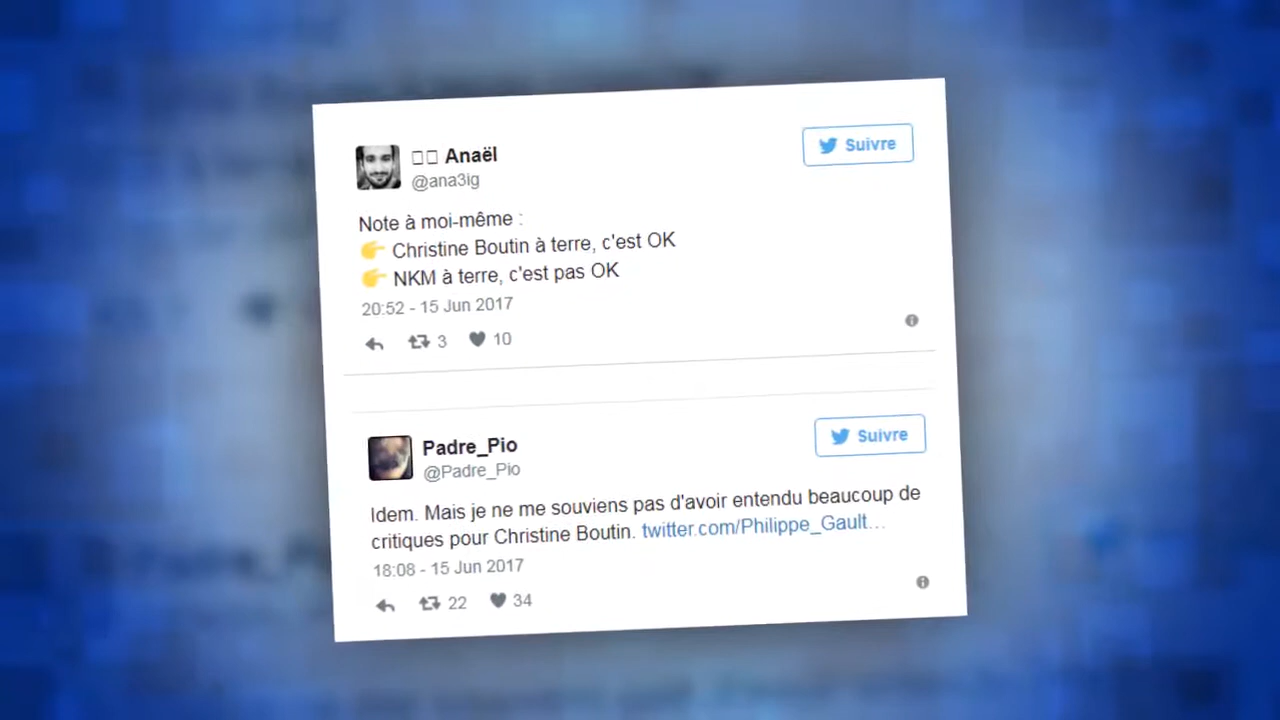 Anaël
Suivre
@ana3ig
Note à moi-même :
👉 Christine Boutin à terre, c'est OK
👉 NKM à terre, c'est pas OK
20:52 - 15 Jun 2017
3 10
Padre_Pio
Suivre
@Padre_Pio
Idem. Mais je ne me souviens pas d'avoir entendu beaucoup de
critiques pour Christine Boutin. twitter.com/Philippe_Gault…
18:08 - 15 Jun 2017
22 34